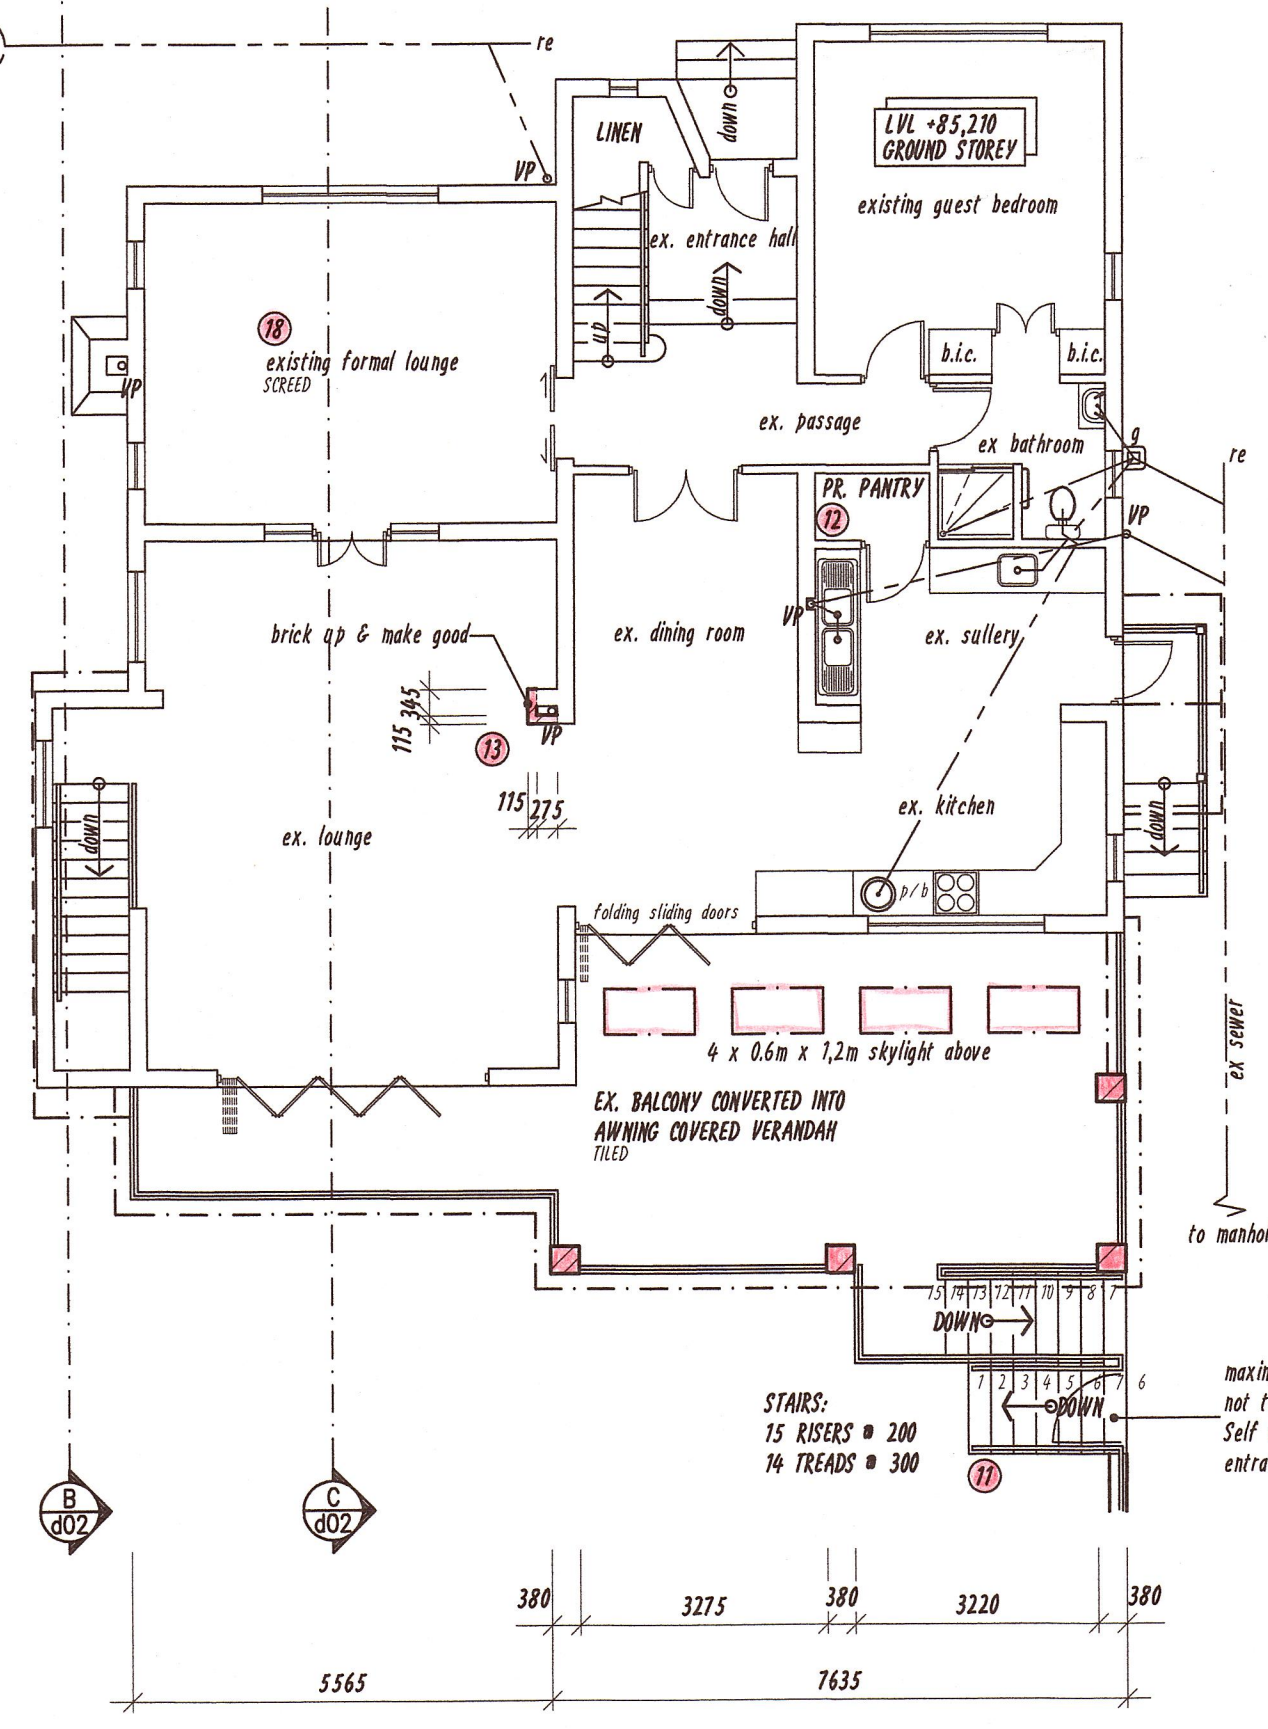 re
LINEN
down
LVL +85,210
GROUND STOREY
VP
existing guest bedroom
ex. entrance hall
down
up
18
existing formal lounge
SCREED
VP
b.i.c.
b.i.c.
ex. passage
ex bathroom
g
re
PR. PANTRY
12
VP
brick up & make good
ex. dining room
VP
ex. sullery
345
115
13
VP
115
275
ex. kitchen
down
ex. lounge
down
p/b
folding sliding doors
4 x 0.6m x 1,2m skylight above
ex sewer
EX. BALCONY CONVERTED INTO
AWNING COVERED VERANDAH
TILED
to manho
15 14 13 12 11 10 9 8 7
DOWN
1 2 3 4 5 6 7 6
DOWN
STAIRS:
15 RISERS @ 200
14 TREADS @ 300
11
maxin
not t
Self
entra
B
d02
C
d02
380
3275
380
3220
380
5565
7635